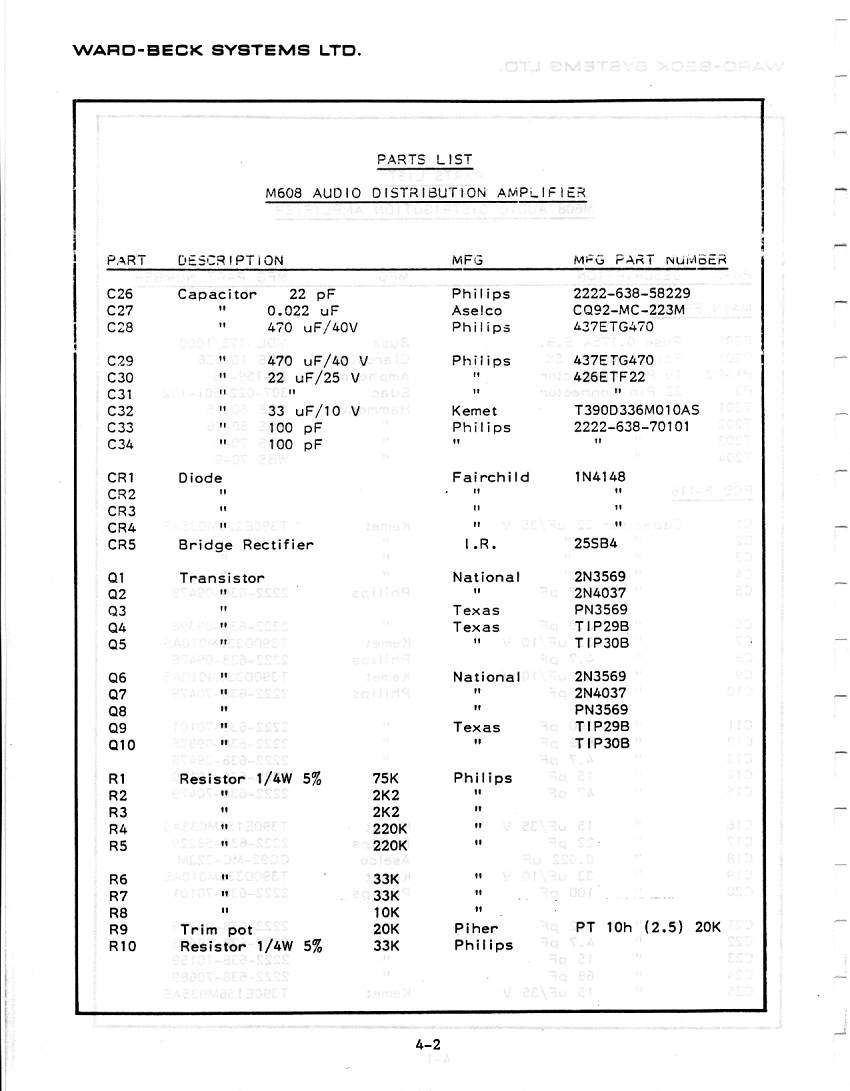 WARD-BECK SYSTEMS LTD.
PARTS LIST
M608 AUDIO DISTRIBUTION AMPLIFIER
PART DESCRIPTION MFG MFG PART NUMBER
C26 Capacitor 22 pF Philips 2222-638-58229
C27 " 0.022 uF Aselco CQ92-MC-223M
C28 " 470 uF/40V Philips 437ETG470
C29 " 470 uF/40 V Philips 437ETG470
C30 " 22 uF/25 V " 426ETF22
C31 " " " "
C32 " 33 uF/10 V Kemet T390D336M010AS
C33 " 100 pF Philips 2222-638-70101
C34 " 100 pF " "
CR1 Diode Fairchild 1N4148
CR2 " " "
CR3 " " "
CR4 " " "
CR5 Bridge Rectifier I.R. 25SB4
Q1 Transistor National 2N3569
Q2 " " 2N4037
Q3 " Texas PN3569
Q4 " Texas TIP29B
Q5 " " TIP30B
Q6 " National 2N3569
Q7 " " 2N4037
Q8 " " PN3569
Q9 " Texas TIP29B
Q10 " " TIP30B
R1 Resistor 1/4W 5% 75K Philips
R2 " 2K2 "
R3 " 2K2 "
R4 " 220K "
R5 " 220K "
R6 " 33K "
R7 " 33K "
R8 " 10K "
R9 Trim pot 20K Piher PT 10h (2.5) 20K
R10 Resistor 1/4W 5% 33K Philips
4-2